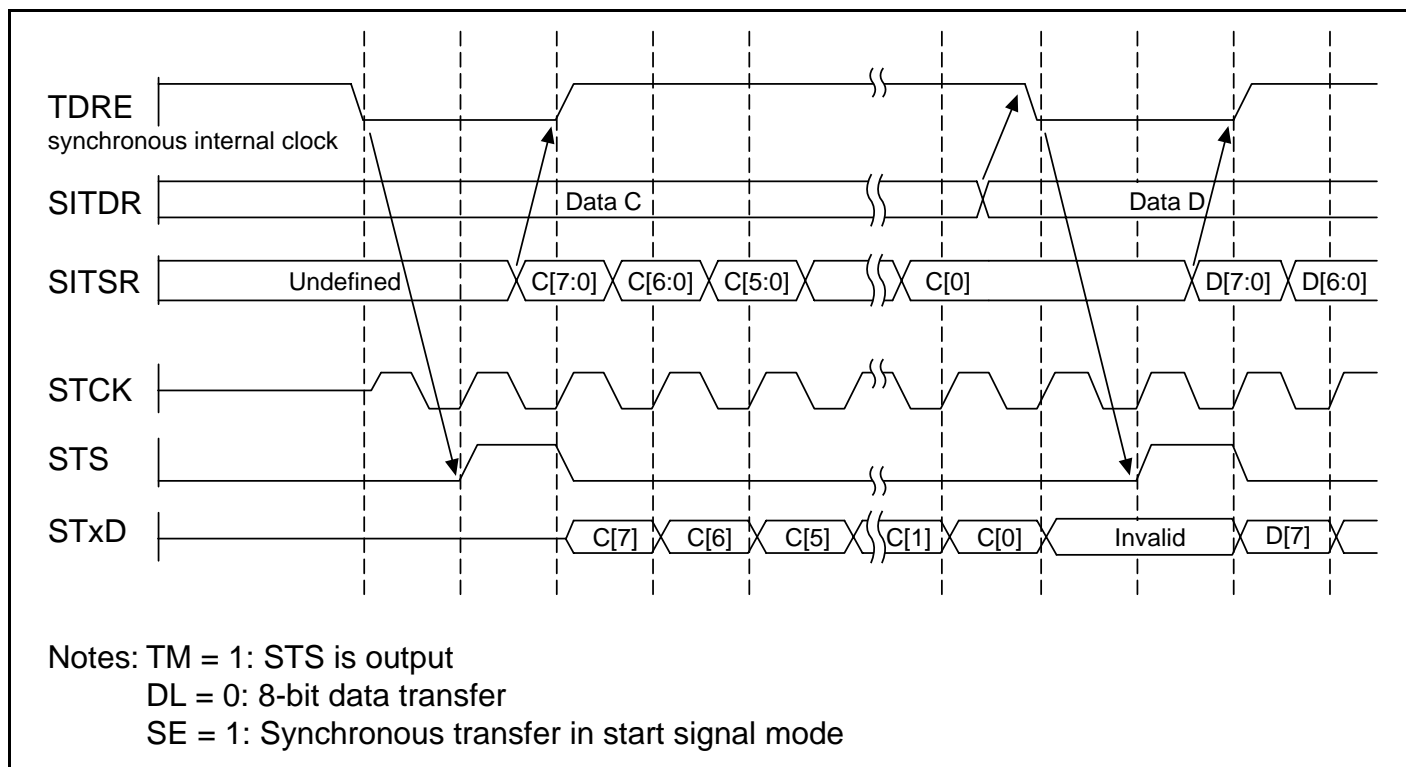 TDRE
synchronous internal clock
SITDR
Data C
Data D
SITSR
Undefined
C[7:0]
C[6:0]
C[5:0]
C[0]
D[7:0]
D[6:0]
STCK
STS
STxD
C[7]
C[6]
C[5]
C[1]
C[0]
Invalid
D[7]
Notes: TM = 1: STS is output
DL = 0: 8-bit data transfer
SE = 1: Synchronous transfer in start signal mode